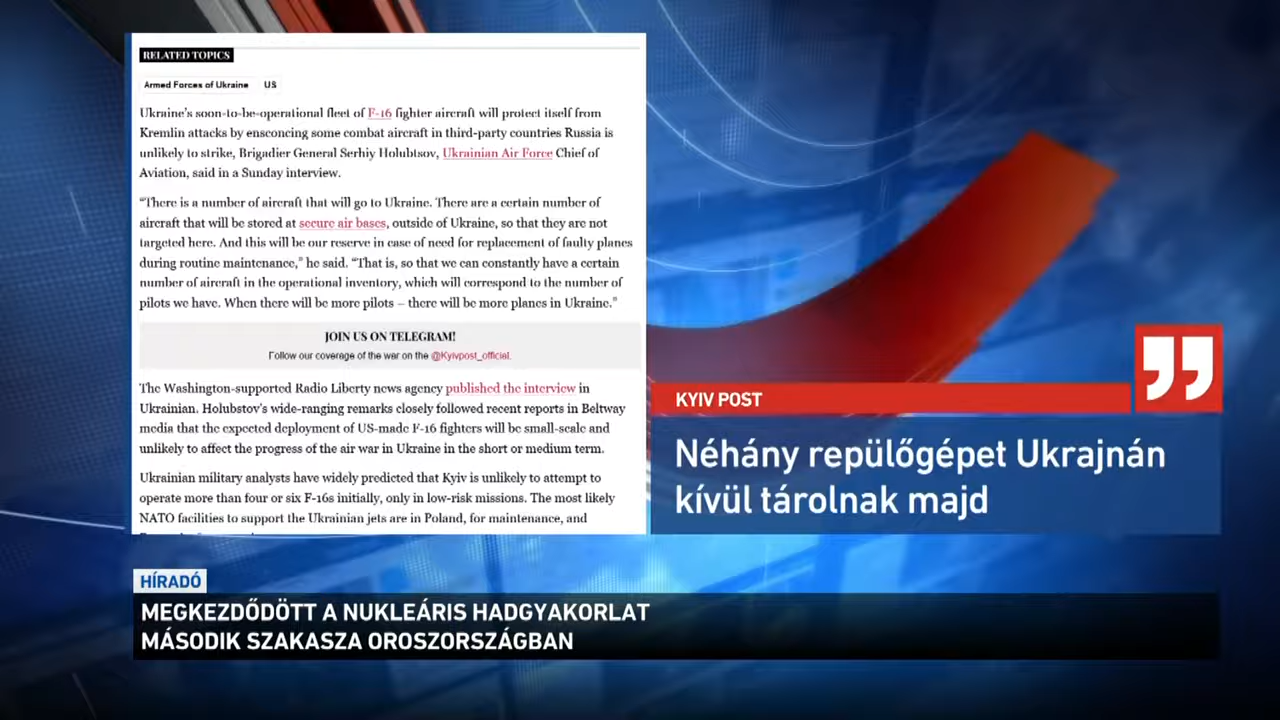 RELATED TOPICS
Armed Forces of Ukraine US
Ukraine's soon-to-be-operational fleet of F-16 fighter aircraft will protect itself from
Kremlin attacks by ensconcing some combat aircraft in third-party countries Russia is
unlikely to strike, Brigadier General Serhiy Holubtsov, Ukrainian Air Force Chief of
Aviation, said in a Sunday interview.
“There is a number of aircraft that will go to Ukraine. There are a certain number of
aircraft that will be stored at secure air bases, outside of Ukraine, so that they are not
targeted here. And this will be our reserve in case of need for replacement of faulty planes
during routine maintenance,” he said. “That is, so that we can constantly have a certain
number of aircraft in the operational inventory, which will correspond to the number of
pilots we have. When there will be more pilots – there will be more planes in Ukraine.”
JOIN US ON TELEGRAM!
Follow our coverage of the war on the @Kyivpost_official.
The Washington-supported Radio Liberty news agency published the interview in
Ukrainian. Holubstov's wide-ranging remarks closely followed recent reports in Beltway
media that the expected deployment of US-made F-16 fighters will be small-scale and
unlikely to affect the progress of the air war in Ukraine in the short or medium term.
Ukrainian military analysts have widely predicted that Kyiv is unlikely to attempt to
operate more than four or six F-16s initially, only in low-risk missions. The most likely
NATO facilities to support the Ukrainian jets are in Poland, for maintenance, and
KYIV POST
Néhány repülőgépet Ukrajnán
kívül tárolnak majd
HÍRADÓ
MEGKEZDŐDÖTT A NUKLEÁRIS HADGYAKORLAT
MÁSODIK SZAKASZA OROSZORSZÁGBAN